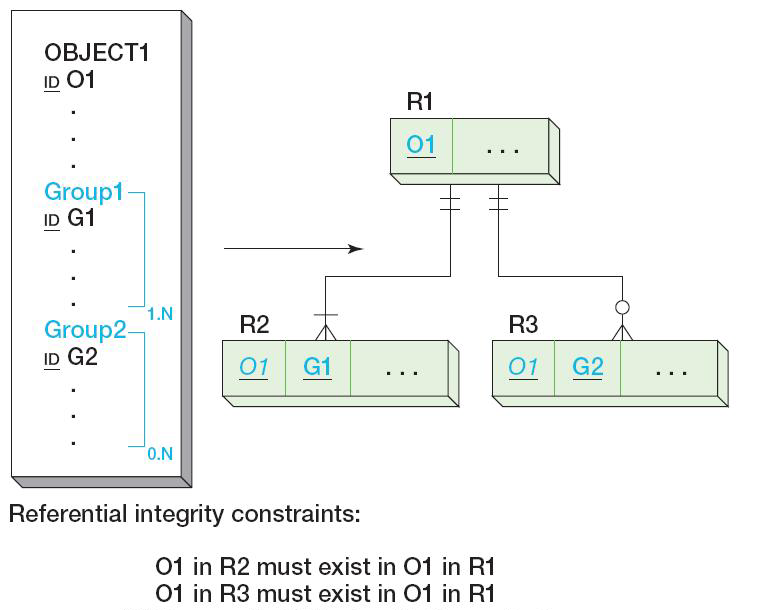 OBJECT1
ID O1
.
.
.
Group1
ID G1
.
.
.
1.N
Group2
ID G2
.
.
.
0.N
R1
O1 ...
R2
O1 G1 ...
R3
O1 G2 ...
Referential integrity constraints:
O1 in R2 must exist in O1 in R1
O1 in R3 must exist in O1 in R1